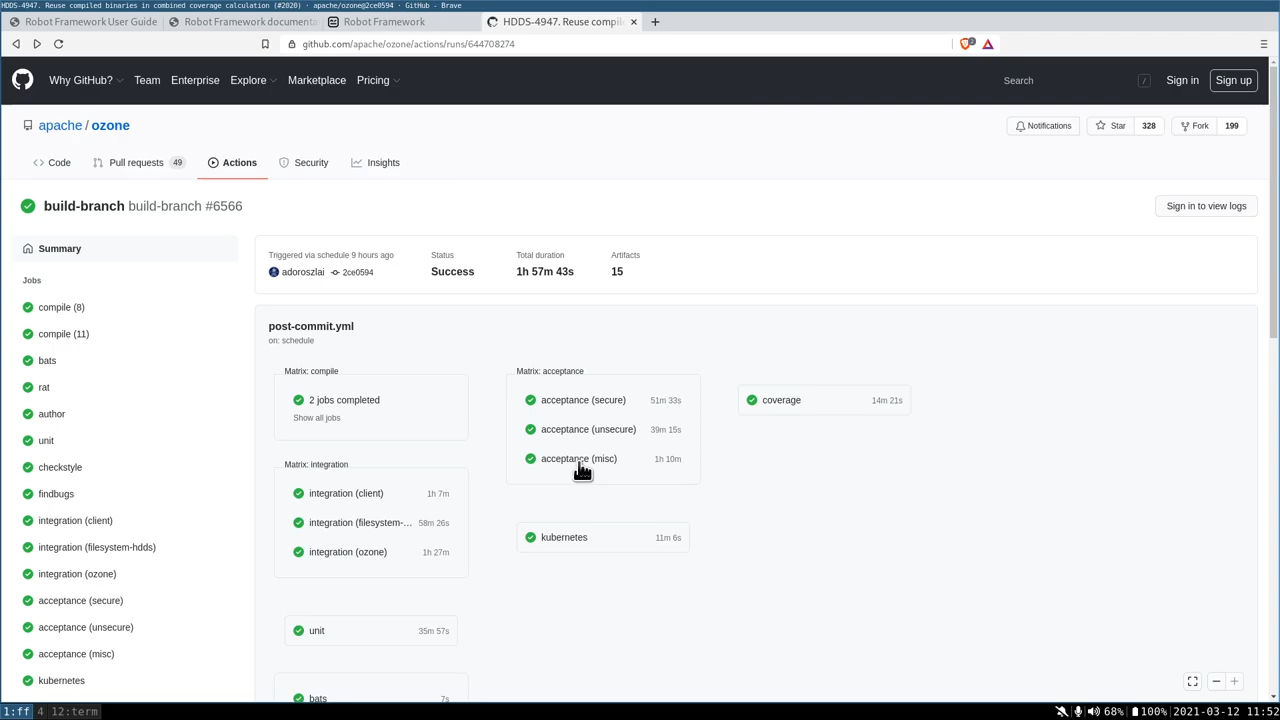 HDDS-4947. Reuse compiled binaries in combined coverage calculation (#2020) · apache/ozone@2ce0594 · GitHub - Brave
Robot Framework User Guide
Robot Framework documenta
Robot Framework
HDDS-4947. Reuse compile
github.com/apache/ozone/actions/runs/644708274
Why GitHub?
Team
Enterprise
Explore
Marketplace
Pricing
Search
/
Sign in
Sign up
apache / ozone
Notifications
Star 328
Fork 199
Code
Pull requests 49
Actions
Security
Insights
build-branch build-branch #6566
Sign in to view logs
Summary
Jobs
compile (8)
compile (11)
bats
rat
author
unit
checkstyle
findbugs
integration (client)
integration (filesystem-hdds)
integration (ozone)
acceptance (secure)
acceptance (unsecure)
acceptance (misc)
kubernetes
Triggered via schedule 9 hours ago
adoroszlai 2ce0594
Status
Success
Total duration
1h 57m 43s
Artifacts
15
post-commit.yml
on: schedule
Matrix: compile
2 jobs completed
Show all jobs
Matrix: integration
integration (client) 1h 7m
integration (filesystem-... 58m 26s
integration (ozone) 1h 27m
unit 35m 57s
bats 7s
Matrix: acceptance
acceptance (secure) 51m 33s
acceptance (unsecure) 39m 15s
acceptance (misc) 1h 10m
kubernetes 11m 6s
coverage 14m 21s
1:ff 4 12:term
68% 100% 2021-03-12 11:52